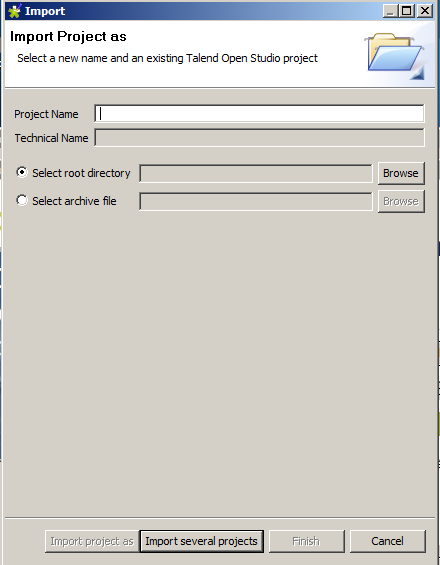 Import
Import Project as
Select a new name and an existing Talend Open Studio project
Project Name
Technical Name
Select root directory Browse
Select archive file Browse
Import project as Import several projects Finish Cancel